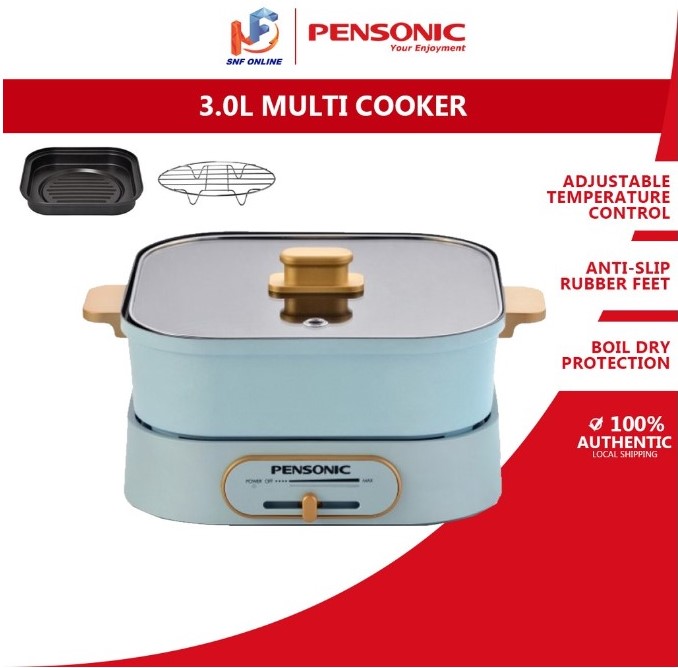 SNF ONLINE
PENSONIC
Your Enjoyment
3.0L MULTI COOKER
ADJUSTABLE
TEMPERATURE
CONTROL
ANTI-SLIP
RUBBER FEET
BOIL DRY
PROTECTION
100%
AUTHENTIC
LOCAL SHIPPING
PENSONIC
POWER OFF MAX